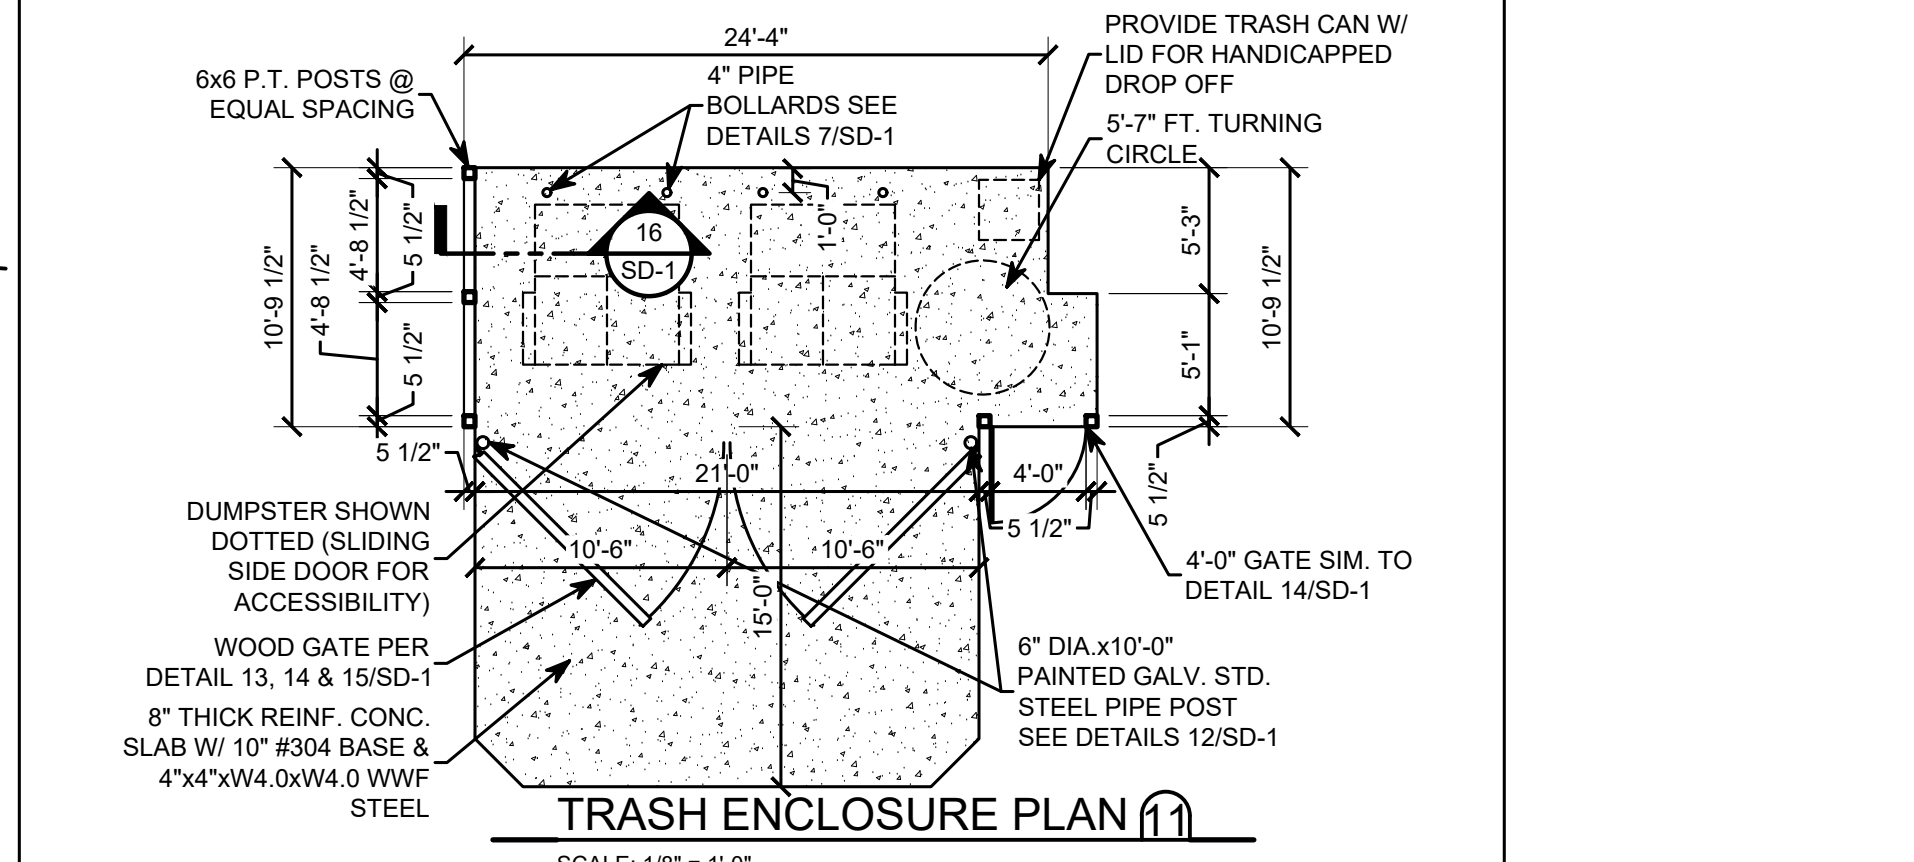 24'-4"
PROVIDE TRASH CAN W/
LID FOR HANDICAPPED
DROP OFF
6x6 P.T. POSTS @
EQUAL SPACING
4" PIPE
BOLLARDS SEE
DETAILS 7/SD-1
5'-7" FT. TURNING
CIRCLE
10'-9 1/2"
4'-8 1/2"
4'-8 1/2"
5 1/2"
5 1/2"
16
SD-1
1'-0"
5'-3"
5'-1"
10'-9 1/2"
5 1/2"
21'-0"
4'-0"
5 1/2"
5 1/2"
DUMPSTER SHOWN
DOTTED (SLIDING
SIDE DOOR FOR
ACCESSIBILITY)
10'-6"
10'-6"
15'-0"
4'-0" GATE SIM. TO
DETAIL 14/SD-1
WOOD GATE PER
DETAIL 13, 14 & 15/SD-1
6" DIA.x10'-0"
PAINTED GALV. STD.
STEEL PIPE POST
SEE DETAILS 12/SD-1
8" THICK REINF. CONC.
SLAB W/ 10" #304 BASE &
4"x4"xW4.0xW4.0 WWF
STEEL
TRASH ENCLOSURE PLAN 11
SCALE: 1/8" = 1'-0"